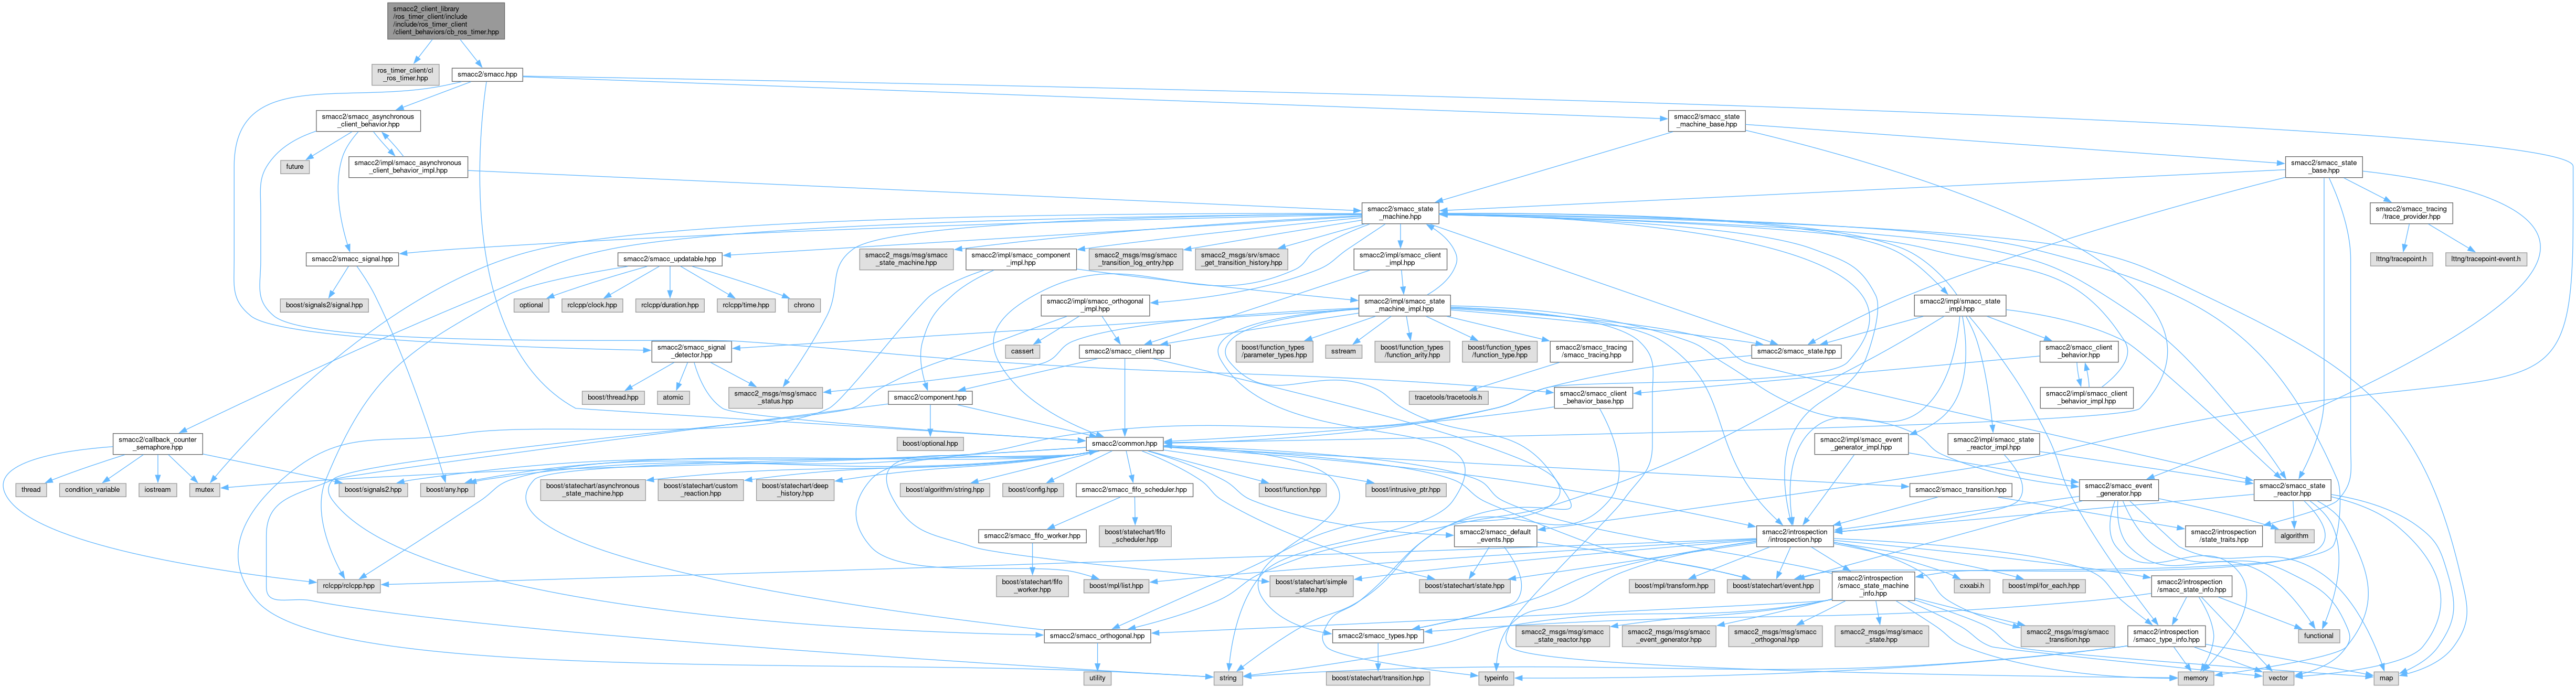 smacc2_client_library
/ros_timer_client/include
/include/ros_timer_client
/client_behaviors/cb_ros_timer.hpp
ros_timer_client/cl
_ros_timer.hpp
smacc2/smacc.hpp
smacc2/smacc_asynchronous
_client_behavior.hpp
smacc2/smacc_state
_machine_base.hpp
future
smacc2/impl/smacc_asynchronous
_client_behavior_impl.hpp
smacc2/smacc_state
_base.hpp
smacc2/smacc_state
_machine.hpp
smacc2/smacc_tracing
/trace_provider.hpp
smacc2/smacc_signal.hpp
smacc2/smacc_updatable.hpp
smacc2_msgs/msg/smacc
_state_machine.hpp
smacc2/impl/smacc_component
_impl.hpp
smacc2_msgs/msg/smacc
_transition_log_entry.hpp
smacc2_msgs/srv/smacc
_get_transition_history.hpp
smacc2/impl/smacc_client
_impl.hpp
lttng/tracepoint.h
lttng/tracepoint-event.h
boost/signals2/signal.hpp
optional
rclcpp/clock.hpp
rclcpp/duration.hpp
rclcpp/time.hpp
chrono
smacc2/impl/smacc_orthogonal
_impl.hpp
smacc2/impl/smacc_state
_machine_impl.hpp
smacc2/impl/smacc_state
_impl.hpp
smacc2/smacc_signal
_detector.hpp
cassert
smacc2/smacc_client.hpp
boost/function_types
/parameter_types.hpp
sstream
boost/function_types
/function_arity.hpp
boost/function_types
/function_type.hpp
smacc2/smacc_tracing
/smacc_tracing.hpp
smacc2/smacc_state.hpp
smacc2/smacc_client
_behavior.hpp
boost/thread.hpp
atomic
smacc2_msgs/msg/smacc
_status.hpp
smacc2/component.hpp
tracetools/tracetools.h
smacc2/smacc_client
_behavior_base.hpp
smacc2/impl/smacc_client
_behavior_impl.hpp
smacc2/callback_counter
_semaphore.hpp
boost/optional.hpp
smacc2/common.hpp
smacc2/impl/smacc_event
_generator_impl.hpp
smacc2/impl/smacc_state
_reactor_impl.hpp
thread
condition_variable
iostream
mutex
boost/signals2.hpp
boost/any.hpp
boost/statechart/asynchronous
_state_machine.hpp
boost/statechart/custom
_reaction.hpp
boost/statechart/deep
_history.hpp
boost/algorithm/string.hpp
boost/config.hpp
smacc2/smacc_fifo_scheduler.hpp
boost/function.hpp
boost/intrusive_ptr.hpp
smacc2/smacc_transition.hpp
smacc2/smacc_event
_generator.hpp
smacc2/smacc_state
_reactor.hpp
smacc2/smacc_fifo_worker.hpp
boost/statechart/fifo
_scheduler.hpp
smacc2/smacc_default
_events.hpp
smacc2/introspection
/introspection.hpp
smacc2/introspection
/state_traits.hpp
algorithm
rclcpp/rclcpp.hpp
boost/statechart/fifo
_worker.hpp
boost/mpl/list.hpp
boost/statechart/simple
_state.hpp
boost/statechart/state.hpp
boost/mpl/transform.hpp
boost/statechart/event.hpp
smacc2/introspection
/smacc_state_machine
_info.hpp
cxxabi.h
boost/mpl/for_each.hpp
smacc2/introspection
/smacc_state_info.hpp
smacc2/smacc_orthogonal.hpp
smacc2/smacc_types.hpp
smacc2_msgs/msg/smacc
_state_reactor.hpp
smacc2_msgs/msg/smacc
_event_generator.hpp
smacc2_msgs/msg/smacc
_orthogonal.hpp
smacc2_msgs/msg/smacc
_state.hpp
smacc2_msgs/msg/smacc
_transition.hpp
smacc2/introspection
/smacc_type_info.hpp
functional
utility
string
boost/statechart/transition.hpp
typeinfo
memory
vector
map